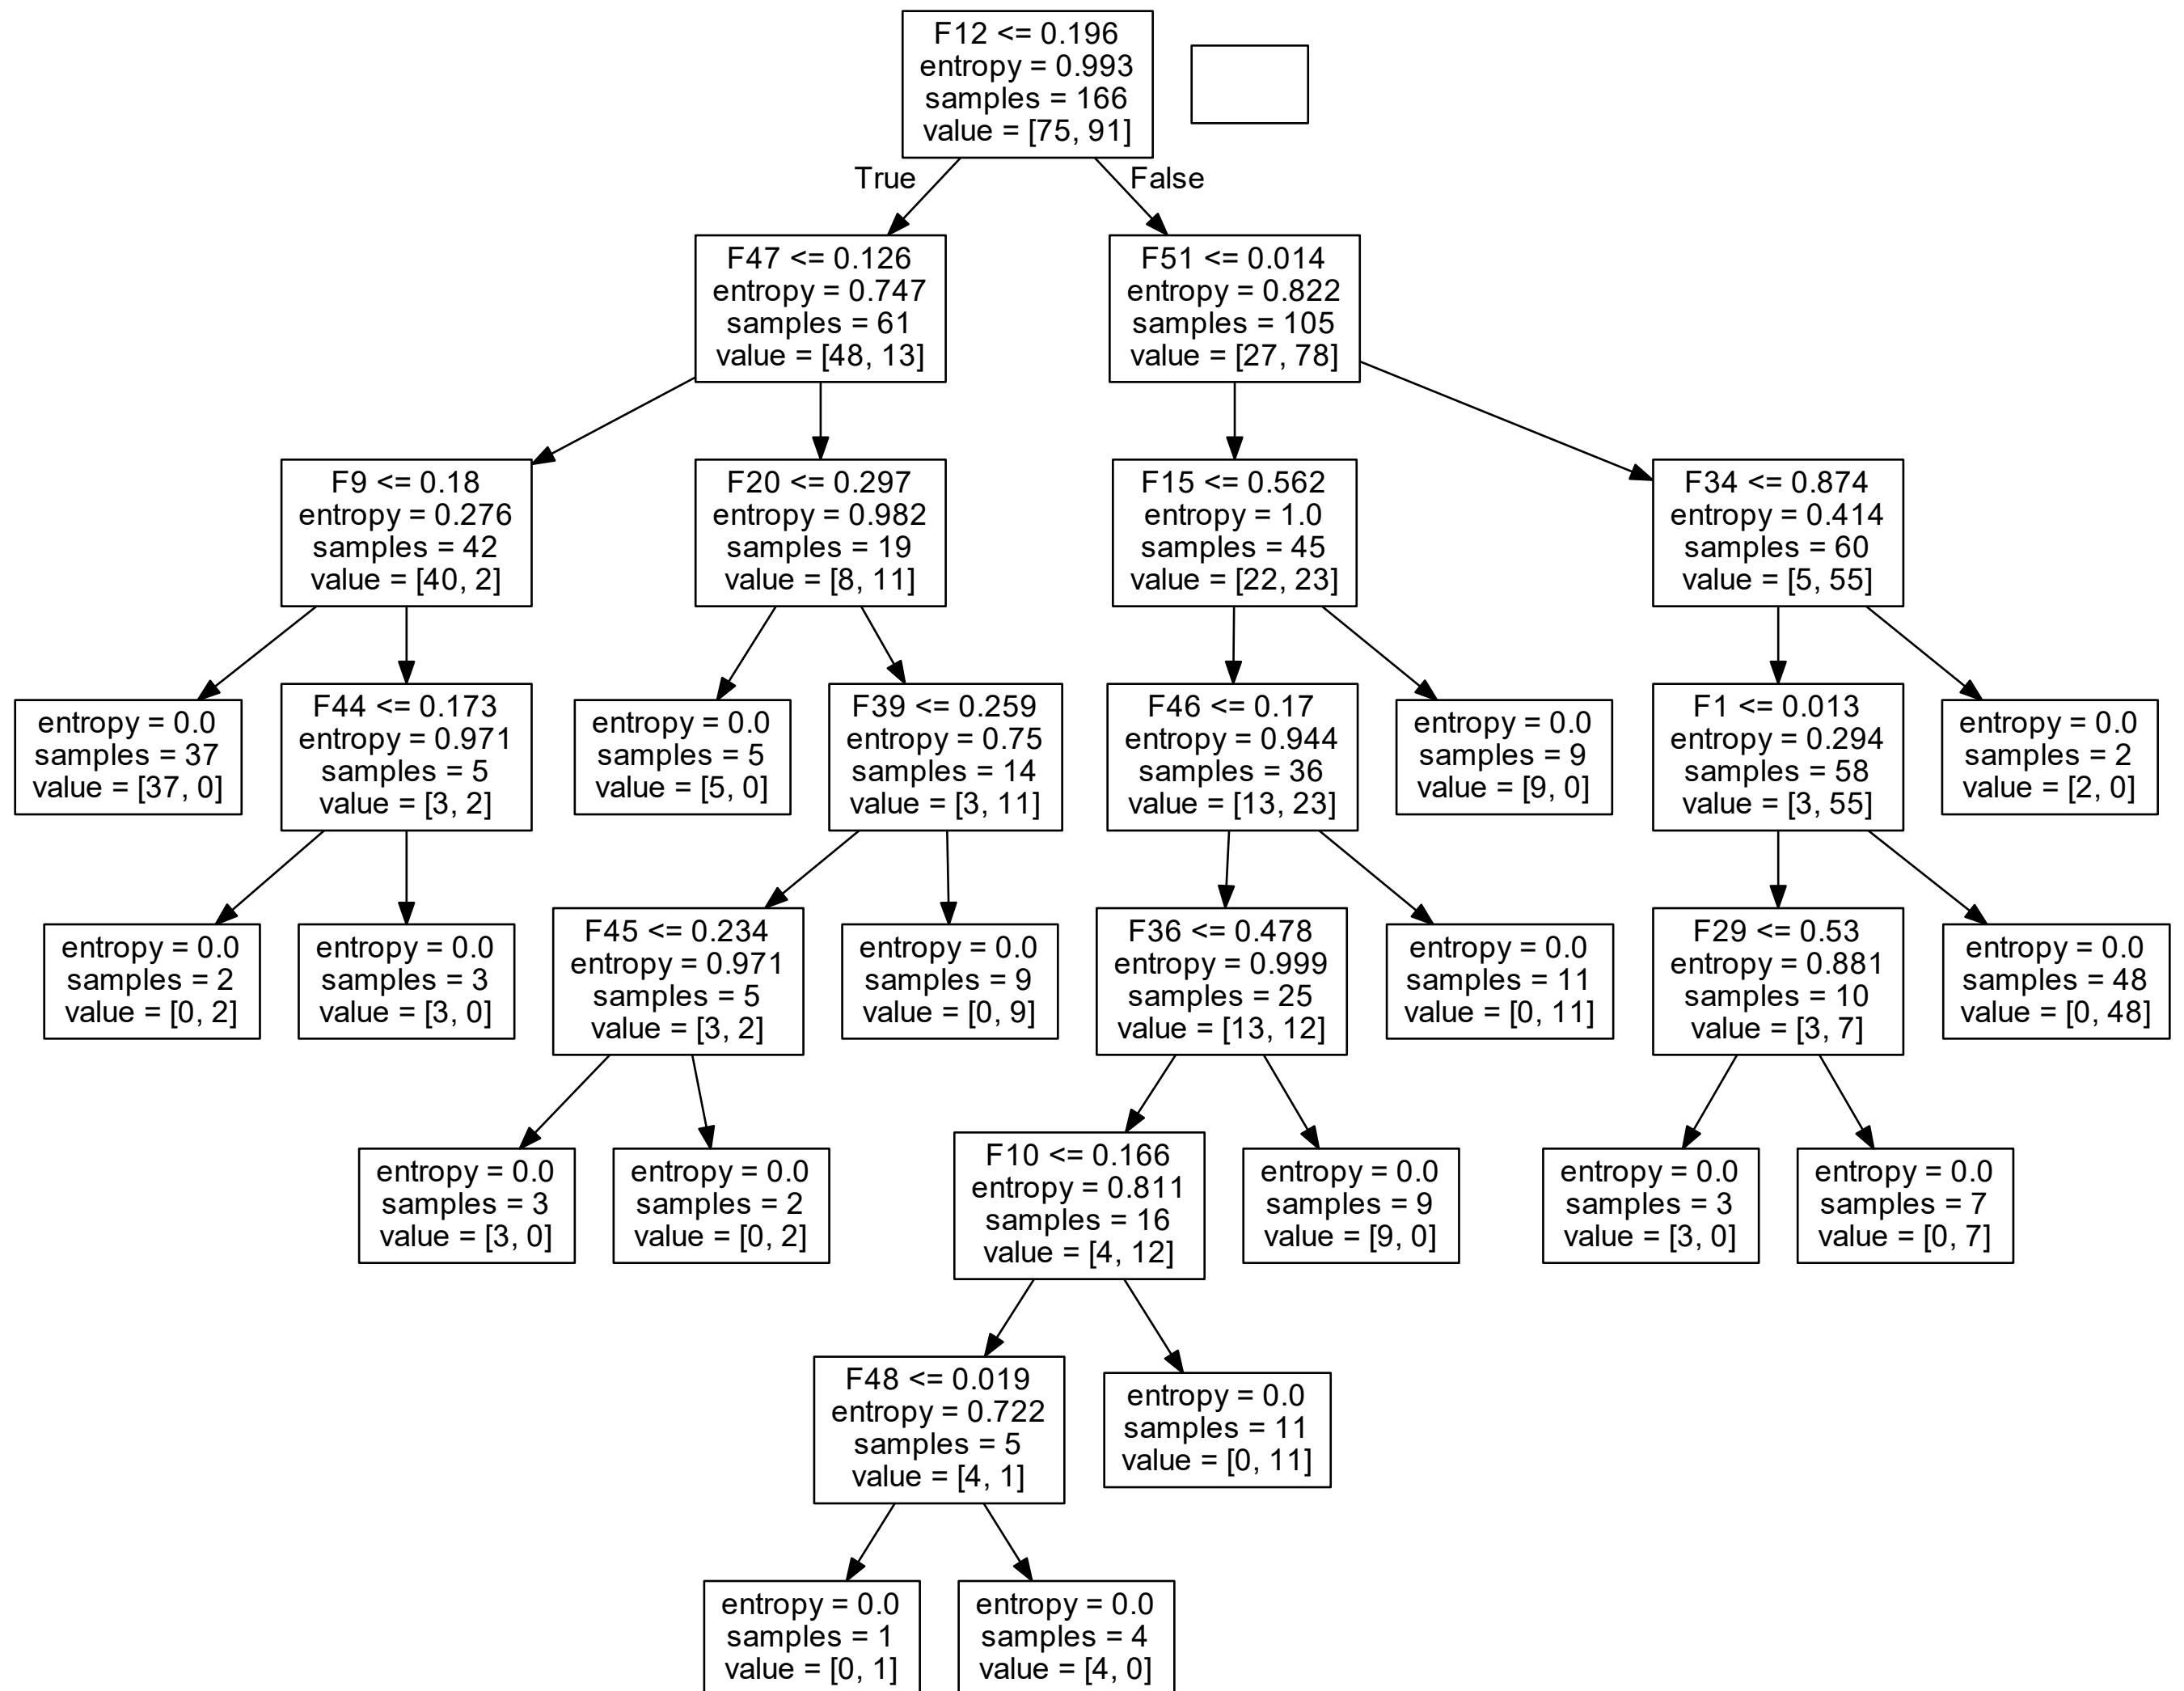 F12 <= 0.196
entropy = 0.993
samples = 166
value = [75, 91]
True
False
F47 <= 0.126
entropy = 0.747
samples = 61
value = [48, 13]
F51 <= 0.014
entropy = 0.822
samples = 105
value = [27, 78]
F9 <= 0.18
entropy = 0.276
samples = 42
value = [40, 2]
F20 <= 0.297
entropy = 0.982
samples = 19
value = [8, 11]
F15 <= 0.562
entropy = 1.0
samples = 45
value = [22, 23]
F34 <= 0.874
entropy = 0.414
samples = 60
value = [5, 55]
entropy = 0.0
samples = 37
value = [37, 0]
F44 <= 0.173
entropy = 0.971
samples = 5
value = [3, 2]
entropy = 0.0
samples = 5
value = [5, 0]
F39 <= 0.259
entropy = 0.75
samples = 14
value = [3, 11]
F46 <= 0.17
entropy = 0.944
samples = 36
value = [13, 23]
entropy = 0.0
samples = 9
value = [9, 0]
F1 <= 0.013
entropy = 0.294
samples = 58
value = [3, 55]
entropy = 0.0
samples = 2
value = [2, 0]
entropy = 0.0
samples = 2
value = [0, 2]
entropy = 0.0
samples = 3
value = [3, 0]
F45 <= 0.234
entropy = 0.971
samples = 5
value = [3, 2]
entropy = 0.0
samples = 9
value = [0, 9]
F36 <= 0.478
entropy = 0.999
samples = 25
value = [13, 12]
entropy = 0.0
samples = 11
value = [0, 11]
F29 <= 0.53
entropy = 0.881
samples = 10
value = [3, 7]
entropy = 0.0
samples = 48
value = [0, 48]
entropy = 0.0
samples = 3
value = [3, 0]
entropy = 0.0
samples = 2
value = [0, 2]
F10 <= 0.166
entropy = 0.811
samples = 16
value = [4, 12]
entropy = 0.0
samples = 9
value = [9, 0]
entropy = 0.0
samples = 3
value = [3, 0]
entropy = 0.0
samples = 7
value = [0, 7]
F48 <= 0.019
entropy = 0.722
samples = 5
value = [4, 1]
entropy = 0.0
samples = 11
value = [0, 11]
entropy = 0.0
samples = 1
value = [0, 1]
entropy = 0.0
samples = 4
value = [4, 0]